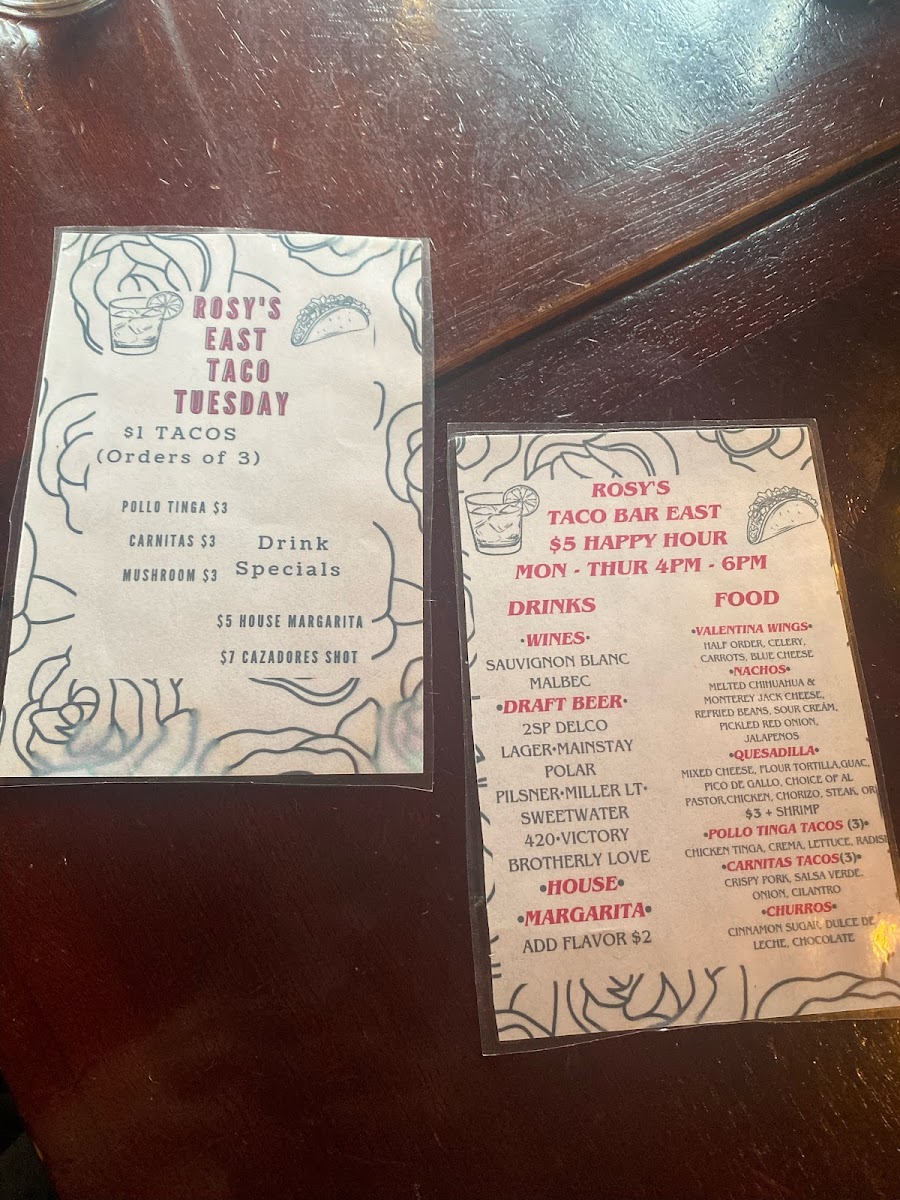 ROSY'S
EAST
TACO
TUESDAY
$1 TACOS
(Orders of 3)
POLLO TINGA $3
CARNITAS $3
MUSHROOM $3
Drink
Specials
$5 HOUSE MARGARITA
$7 CAZADORES SHOT
ROSY'S
TACO BAR EAST
$5 HAPPY HOUR
MON - THUR 4PM - 6PM
DRINKS
•WINES•
SAUVIGNON BLANC
MALBEC
•DRAFT BEER•
2SP DELCO
LAGER•MAINSTAY
POLAR
PILSNER•MILLER LT•
SWEETWATER
420•VICTORY
BROTHERLY LOVE
•HOUSE•
•MARGARITA•
ADD FLAVOR $2
FOOD
•VALENTINA WINGS•
HALF ORDER, CELERY,
CARROTS, BLUE CHEESE
•NACHOS•
MELTED CHIHUAHUA &
MONTEREY JACK CHEESE,
REFRIED BEANS, SOUR CREAM,
PICKLED RED ONION,
JALAPENOS
•QUESADILLA•
MIXED CHEESE, FLOUR TORTILLA,GUAC,
PICO DE GALLO, CHOICE OF AL
PASTOR,CHICKEN, CHORIZO, STEAK, OR
$3 + SHRIMP
•POLLO TINGA TACOS (3)•
CHICKEN TINGA, CREMA, LETTUCE, RADIS
•CARNITAS TACOS(3)•
CRISPY PORK, SALSA VERDE,
ONION, CILANTRO
•CHURROS•
CINNAMON SUGAR, DULCE DE
LECHE, CHOCOLATE